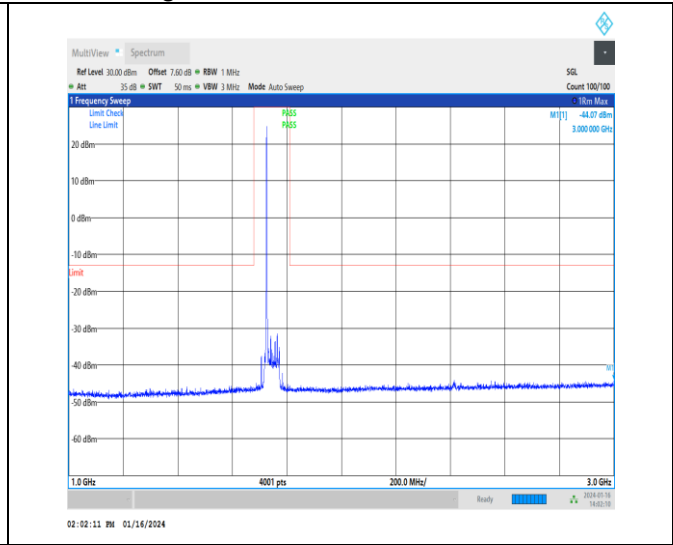 MultiView Spectrum
Ref Level 30.00 dBm Offset 7.60 dB RBW 1 MHz SGL
Att 35 dB SWT 50 ms VBW 3 MHz Mode Auto Sweep Count 100/100
1 Frequency Sweep 1Rm Max
Limit Check PASS M1[1] -44.07 dBm
Line Limit PASS 3.000 000 GHz
20 dBm
10 dBm
0 dBm
-10 dBm
Limit
-20 dBm
-30 dBm
-40 dBm
M1
-50 dBm
-60 dBm
1.0 GHz 4001 pts 200.0 MHz/ 3.0 GHz
Ready 2024-01-16
14:02:10
02:02:11 PM 01/16/2024